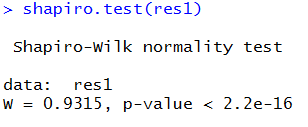 > shapiro.test(res1)
Shapiro-Wilk normality test
data:  res1
W = 0.9315, p-value < 2.2e-16